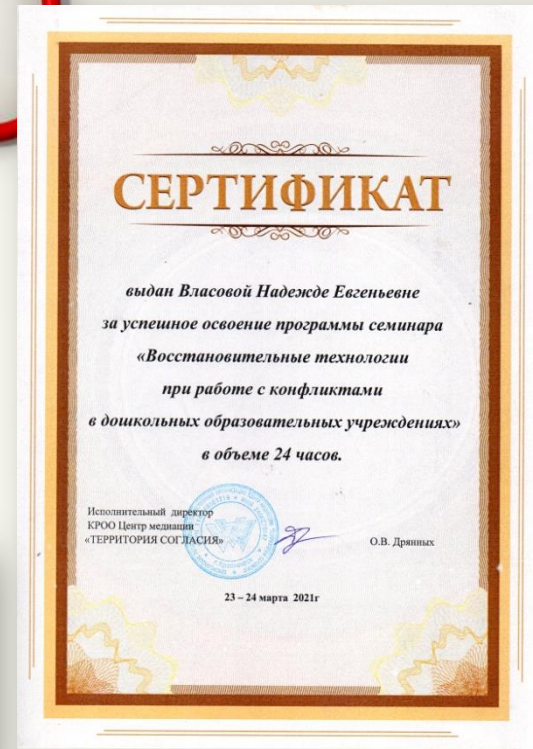 СЕРТИФИКАТ
выдан Власовой Надежде Евгеньевне
за успешное освоение программы семинара
«Восстановительные технологии
при работе с конфликтами
в дошкольных образовательных учреждениях»
в объеме 24 часов.
Исполнительный директор
КРОО Центр медиации
«ТЕРРИТОРИЯ СОГЛАСИЯ»
О.В. Дрянных
23 – 24 марта 2021г